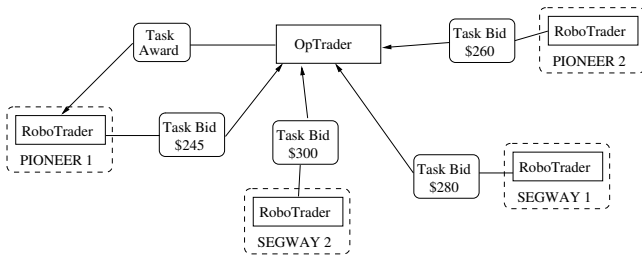 Task
Award
OpTrader
Task Bid
$260
RoboTrader
PIONEER 2
RoboTrader
PIONEER 1
Task Bid
$245
Task Bid
$300
Task Bid
$280
RoboTrader
SEGWAY 1
RoboTrader
SEGWAY 2